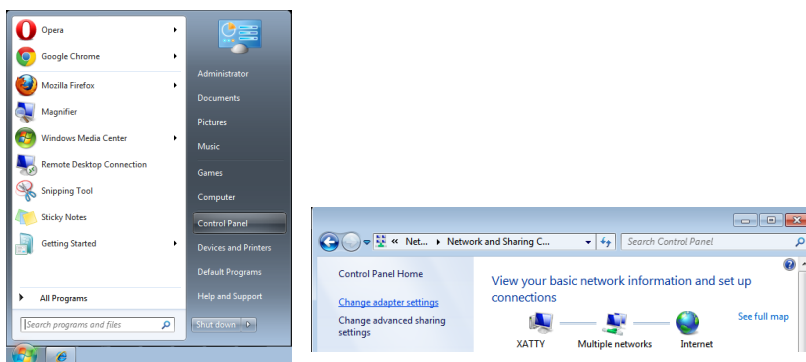 Opera
Google Chrome
Mozilla Firefox
Magnifier
Windows Media Center
Remote Desktop Connection
Snipping Tool
Sticky Notes
Getting Started
All Programs
Search programs and files
Administrator
Documents
Pictures
Music
Games
Computer
Control Panel
Devices and Printers
Default Programs
Help and Support
Shut down
« Net... Network and Sharing C...
Search Control Panel
Control Panel Home
Change adapter settings
Change advanced sharing
settings
View your basic network information and set up
connections
See full map
XATTY Multiple networks Internet